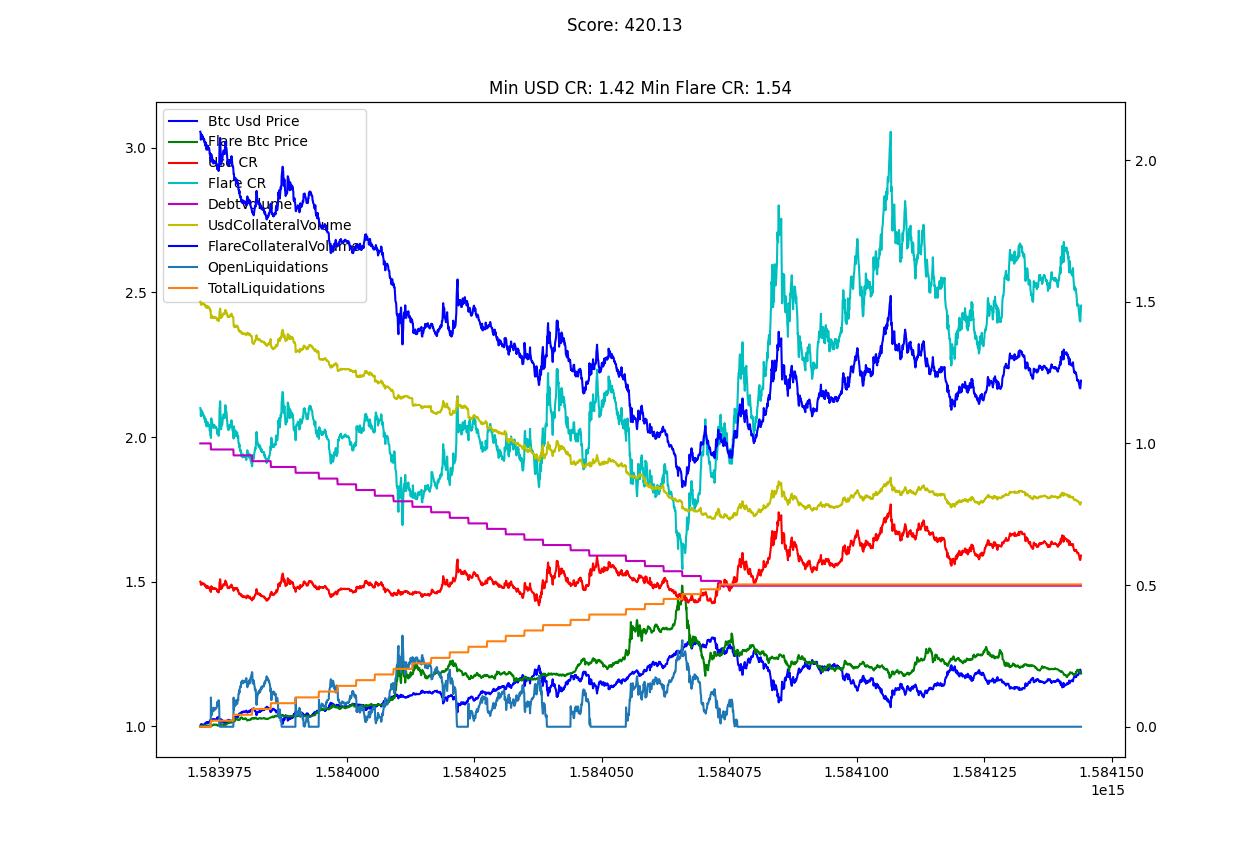 Score: 420.13
Min USD CR: 1.42 Min Flare CR: 1.54
Btc Usd Price
Flare Btc Price
Usd CR
Flare CR
DebtVolume
UsdCollateralVolume
FlareCollateralVolume
OpenLiquidations
TotalLiquidations
3.0
2.5
2.0
1.5
1.0
2.0
1.5
1.0
0.5
0.0
1.583975
1.584000
1.584025
1.584050
1.584075
1.584100
1.584125
1.584150
1e15